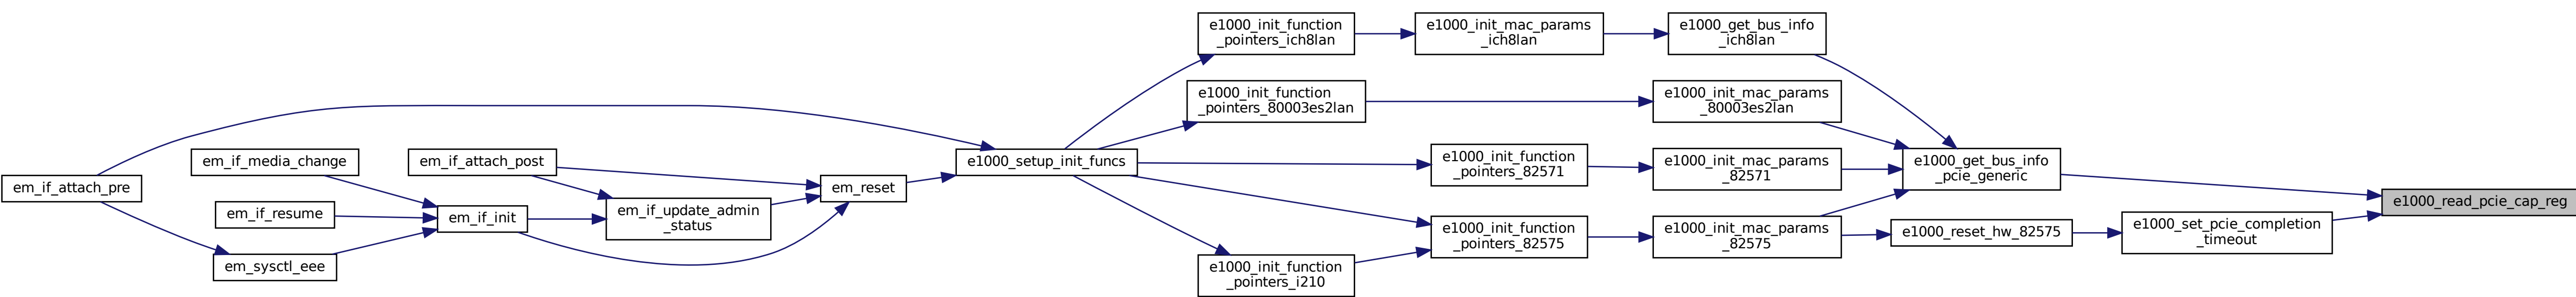 em_if_attach_pre
em_if_media_change
em_if_resume
em_sysctl_eee
em_if_attach_post
em_if_init
em_if_update_admin
_status
em_reset
e1000_setup_init_funcs
e1000_init_function
_pointers_ich8lan
e1000_init_function
_pointers_80003es2lan
e1000_init_function
_pointers_82571
e1000_init_function
_pointers_82575
e1000_init_function
_pointers_i210
e1000_init_mac_params
_ich8lan
e1000_get_bus_info
_ich8lan
e1000_init_mac_params
_80003es2lan
e1000_init_mac_params
_82571
e1000_init_mac_params
_82575
e1000_get_bus_info
_pcie_generic
e1000_reset_hw_82575
e1000_set_pcie_completion
_timeout
e1000_read_pcie_cap_reg